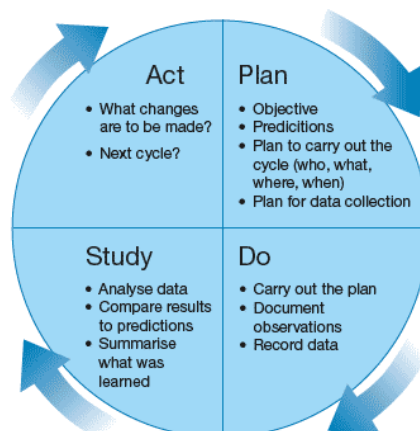 Act
• What changes
are to be made?
• Next cycle?
Plan
• Objective
• Predicitions
• Plan to carry out the
cycle (who, what,
where, when)
• Plan for data collection
Study
• Analyse data
• Compare results
to predictions
• Summarise
what was
learned
Do
• Carry out the plan
• Document
observations
• Record data